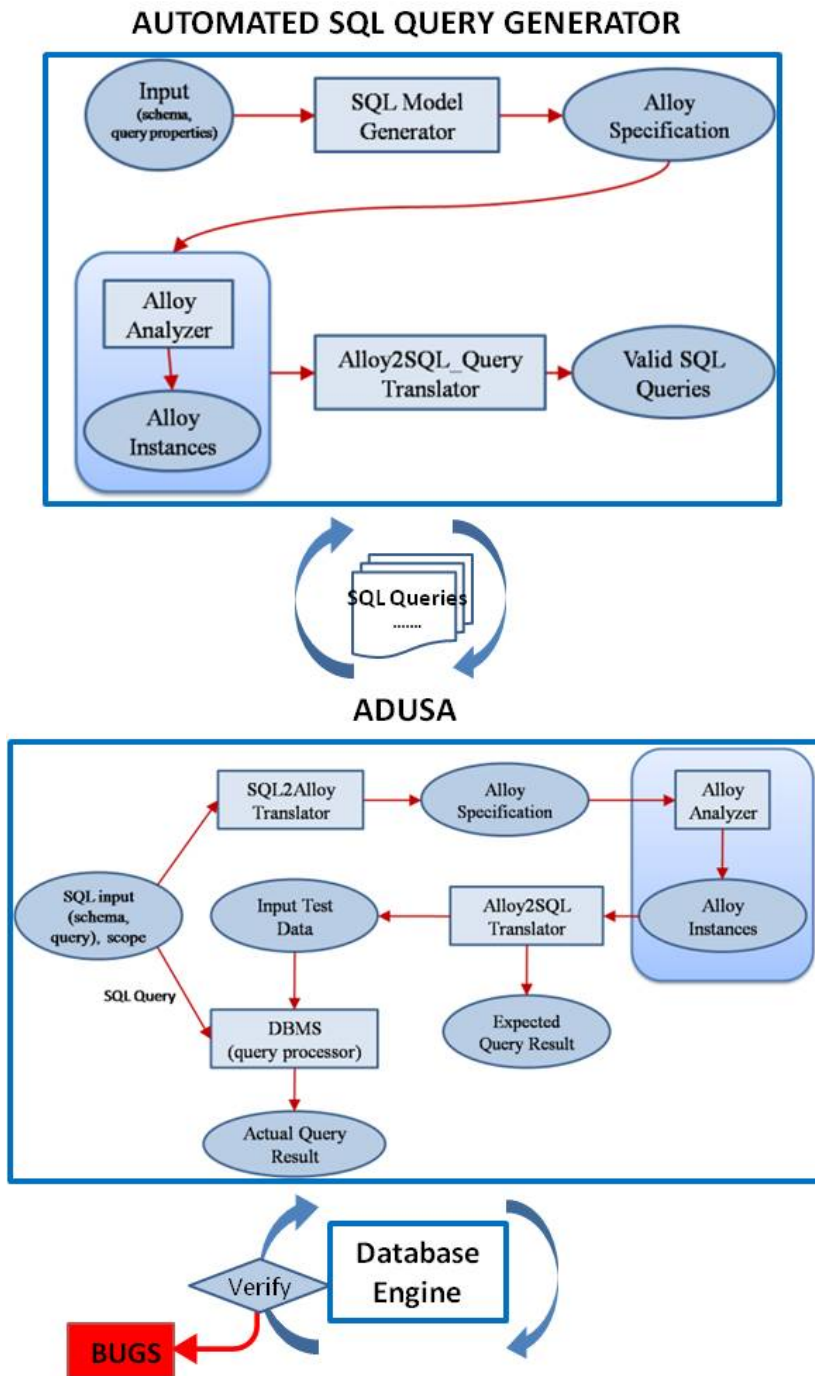 AUTOMATED SQL QUERY GENERATOR
Input
(schema,
query properties)
SQL Model
Generator
Alloy
Specification
Alloy
Analyzer
Alloy
Instances
Alloy2SQL_Query
Translator
Valid SQL
Queries
SQL Queries
.......
ADUSA
SQL2Alloy
Translator
Alloy
Specification
Alloy
Analyzer
SQL input
(schema,
query), scope
Input Test
Data
Alloy2SQL
Translator
Alloy
Instances
SQL Query
DBMS
(query processor)
Expected
Query Result
Actual Query
Result
Database
Engine
Verify
BUGS